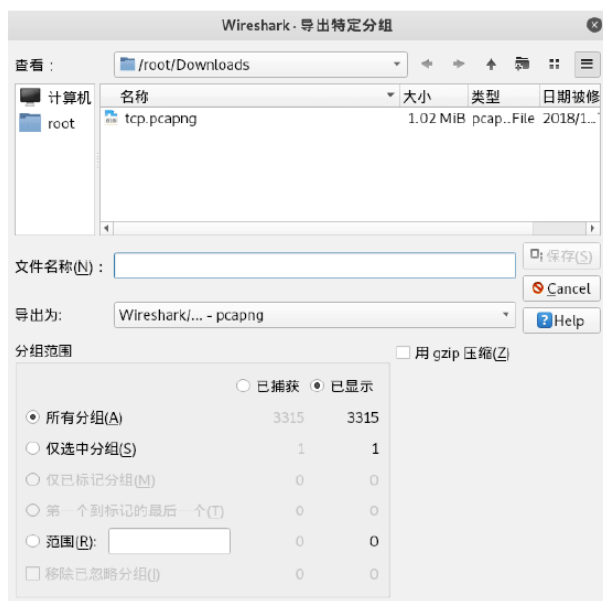 Wireshark · 导出特定分组
查看： /root/Downloads
计算机
root
名称 大小 类型 日期被修
tcp.pcapng 1.02 MiB pcap..File 2018/1...
文件名称(N)： 保存(S)
Cancel
导出为: Wireshark/... - pcapng Help
分组范围 用 gzip 压缩(Z)
已捕获 已显示
所有分组(A) 3315 3315
仅选中分组(S) 1 1
仅已标记分组(M) 0 0
第一个到标记的最后一个(T) 0 0
范围(R): 0 0
移除已忽略分组(I) 0 0